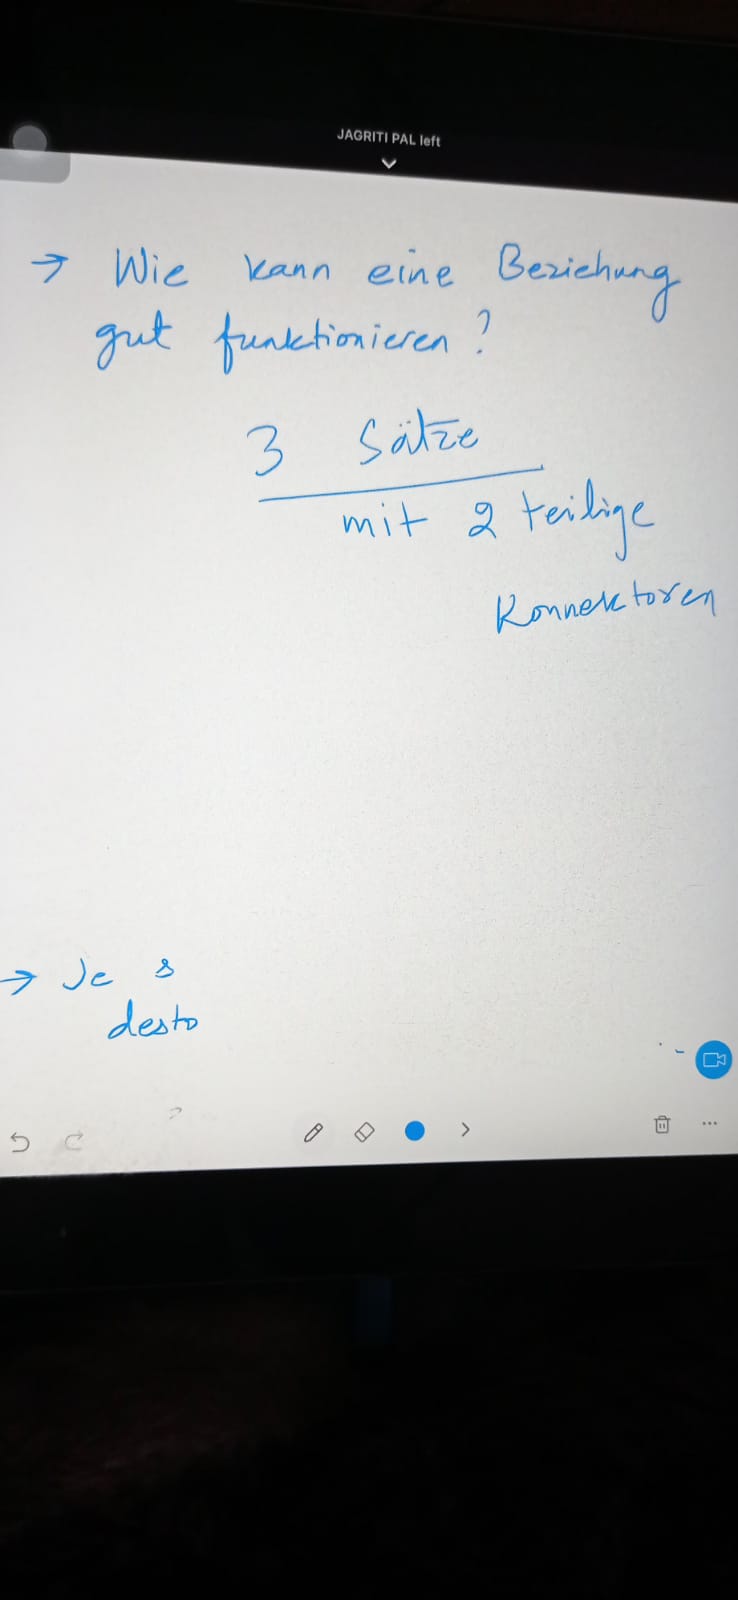 JAGRITI PAL left
→ Wie kann eine Beziehung
gut funktionieren?
3 Sätze
mit 2 teilige
Konnektoren
→ Je
desto